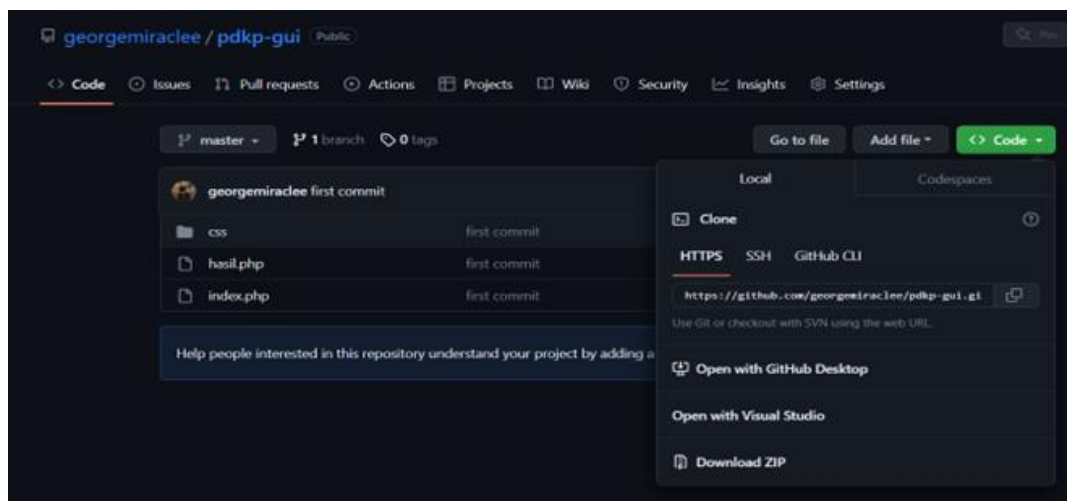 georgemiraclee / pdkp-gui Public
Pin
Code Issues Pull requests Actions Projects Wiki Security Insights Settings
master 1 branch 0 tags Go to file Add file Code
georgemiraclee first commit
css first commit
hasil.php first commit
index.php first commit
Help people interested in this repository understand your project by adding a
Local Codespaces
Clone
HTTPS SSH GitHub CLI
https://github.com/georgemiraclee/pdkp-gui.gi
Use Git or checkout with SVN using the web URL.
Open with GitHub Desktop
Open with Visual Studio
Download ZIP